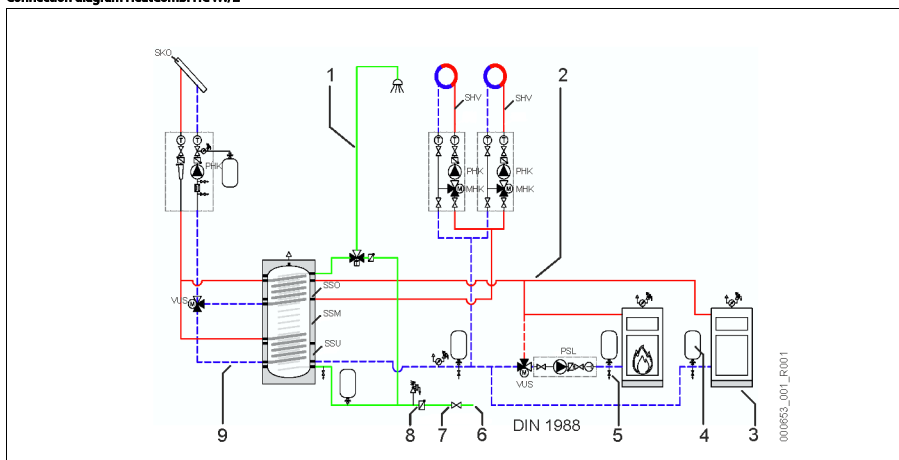 SKO
1
2
SHV
SHV
T
T
T
T
T
T
PHK
PHK
PHK
M
MHK
M
MHK
SSO
VUS
M
SSM
SSU
PSL
M
VUS
DIN 1988
9
8
7
6
5
4
3
000653_001_R001